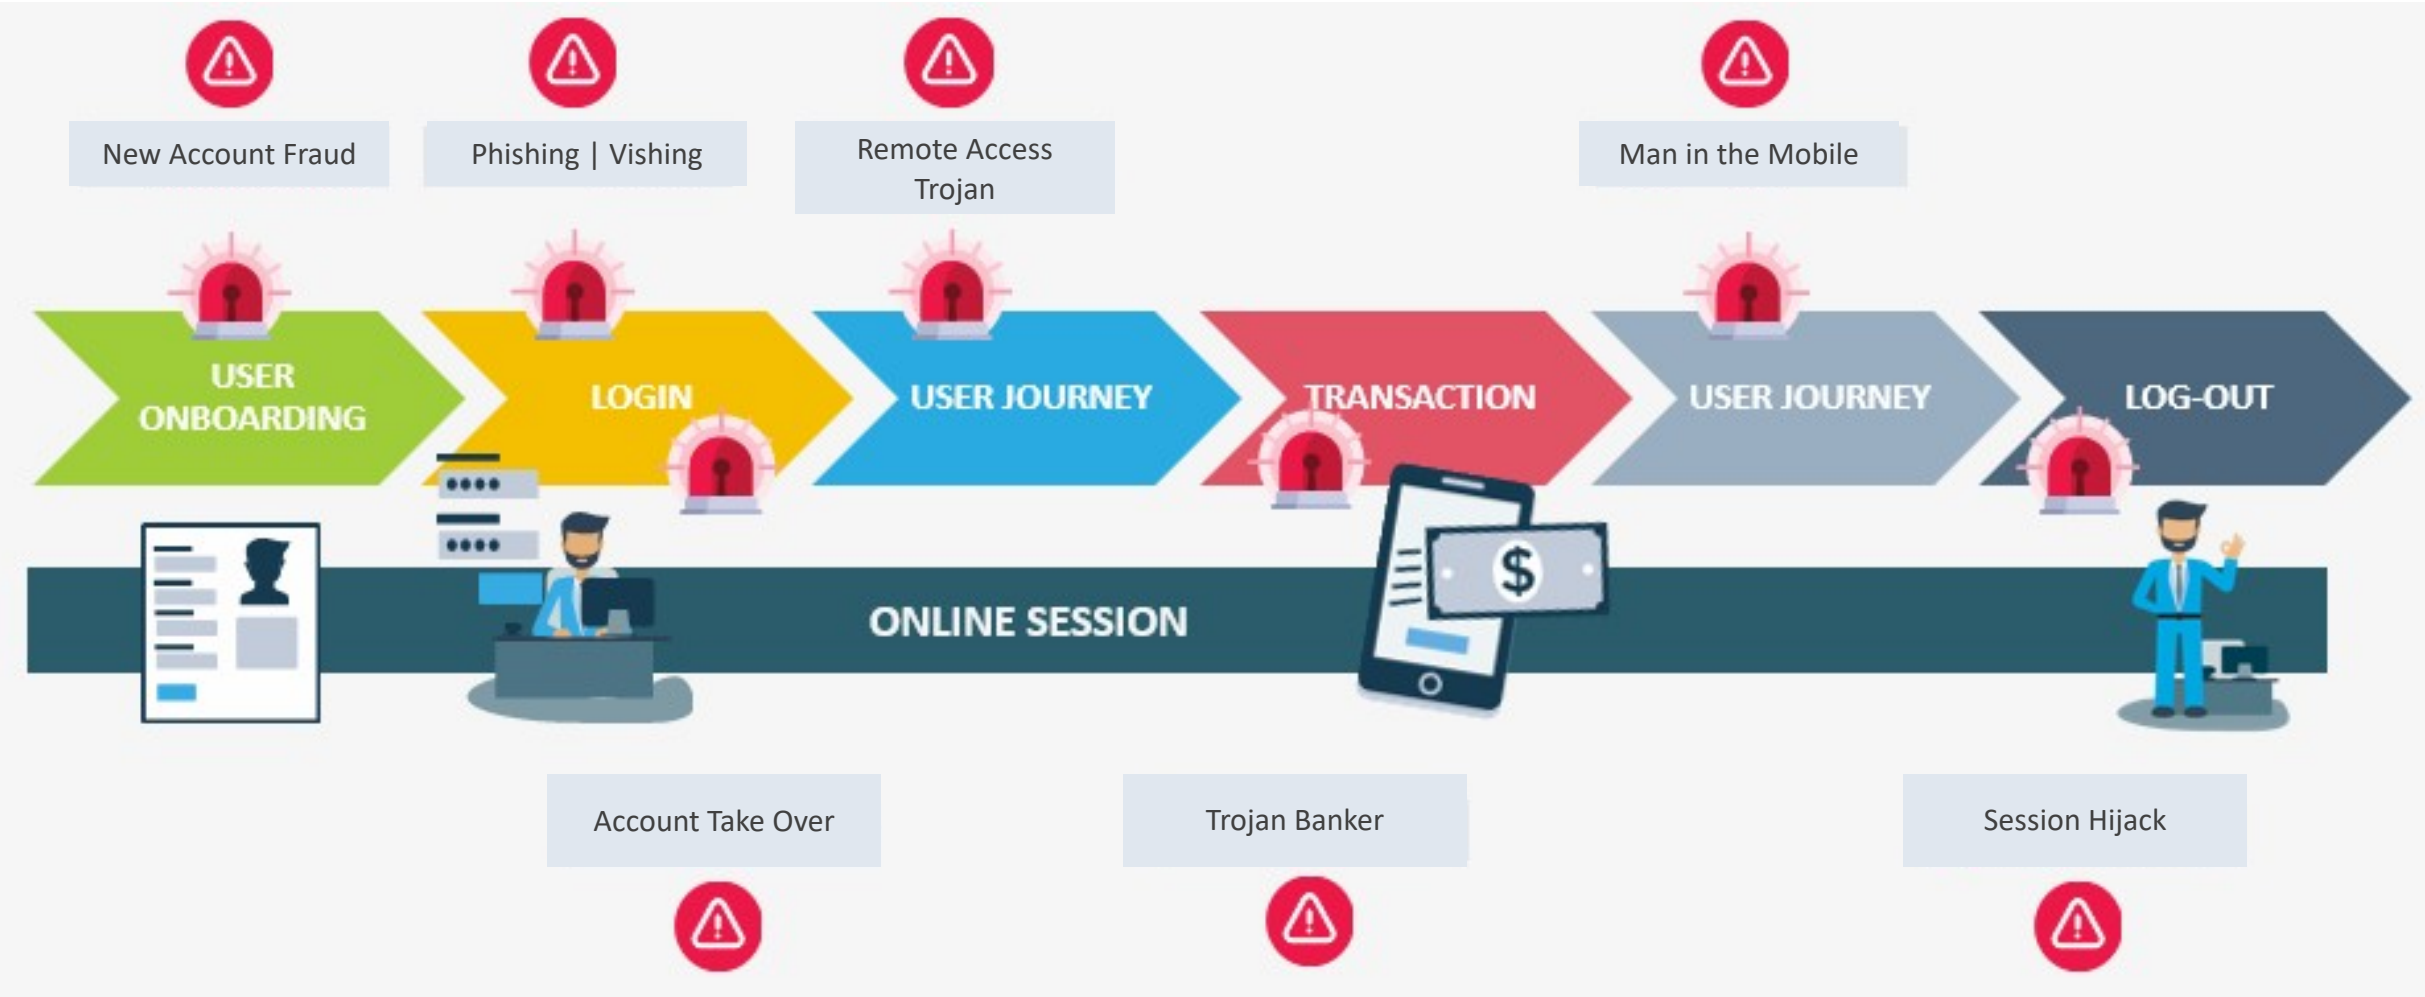 New Account Fraud
Phishing | Vishing
Remote Access
Trojan
Man in the Mobile
USER
ONBOARDING
LOGIN
USER JOURNEY
TRANSACTION
USER JOURNEY
LOG-OUT
ONLINE SESSION
$
Account Take Over
Trojan Banker
Session Hijack